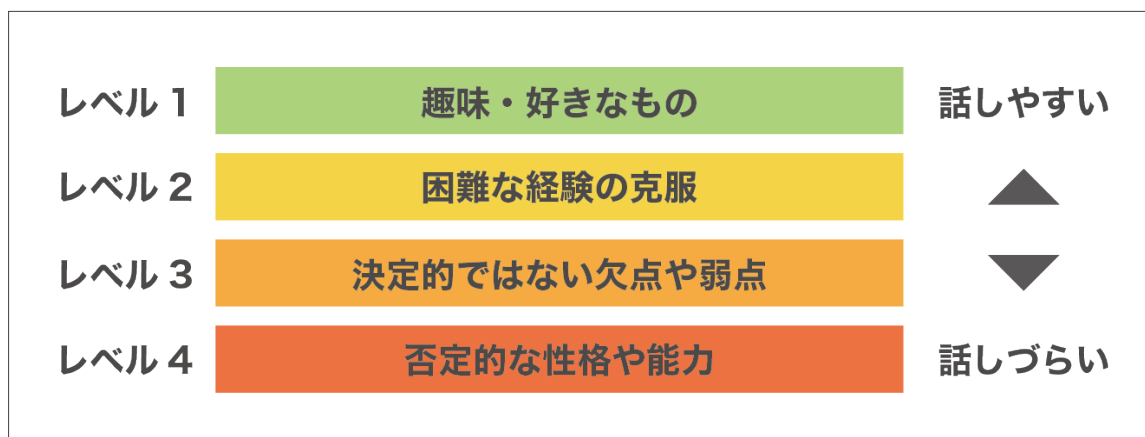 レベル 1 趣味・好きなもの 話しやすい
レベル 2 困難な経験の克服
レベル 3 決定的ではない欠点や弱点
レベル 4 否定的な性格や能力 話しづらい